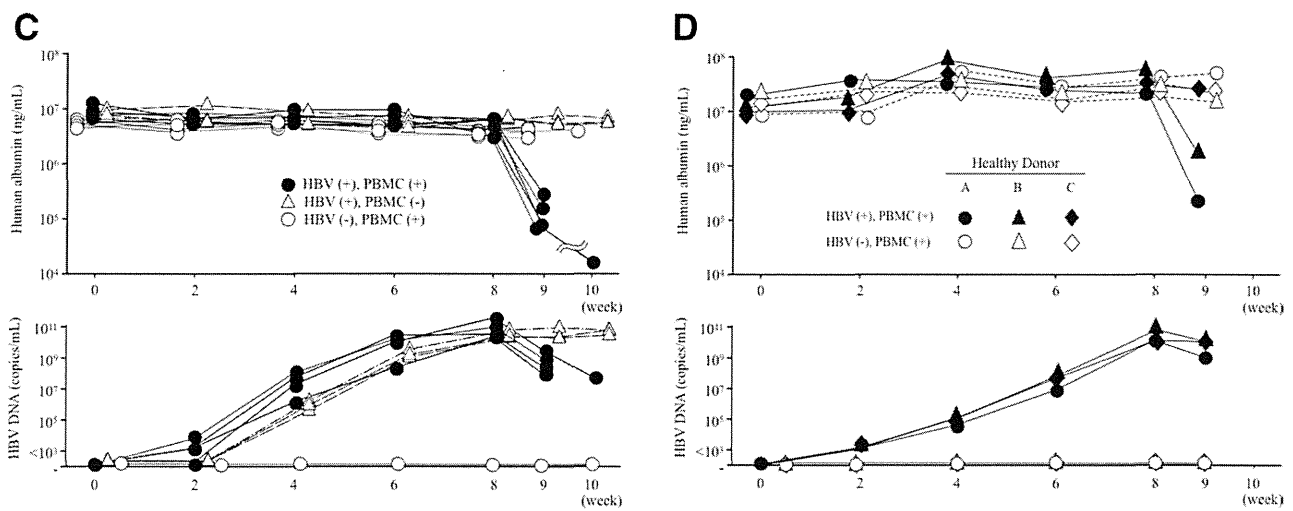 C
Human albumin (ng/mL)
10⁸
10⁷
10⁶
10⁵
10⁴
HBV (+), PBMC (+)
HBV (+), PBMC (-)
HBV (-), PBMC (+)
0 2 4 6 8 9 10
(week)
HBV DNA (copies/mL)
10¹¹
10⁹
10⁷
10⁵
<10³
-
0 2 4 6 8 9 10
(week)
D
Human albumin (ng/mL)
10⁸
10⁷
10⁶
10⁵
10⁴
Healthy Donor
A B C
HBV (+), PBMC (+)
HBV (-), PBMC (+)
0 2 4 6 8 9 10
(week)
HBV DNA (copies/mL)
10¹¹
10⁹
10⁷
10⁵
<10³
-
0 2 4 6 8 9 10
(week)